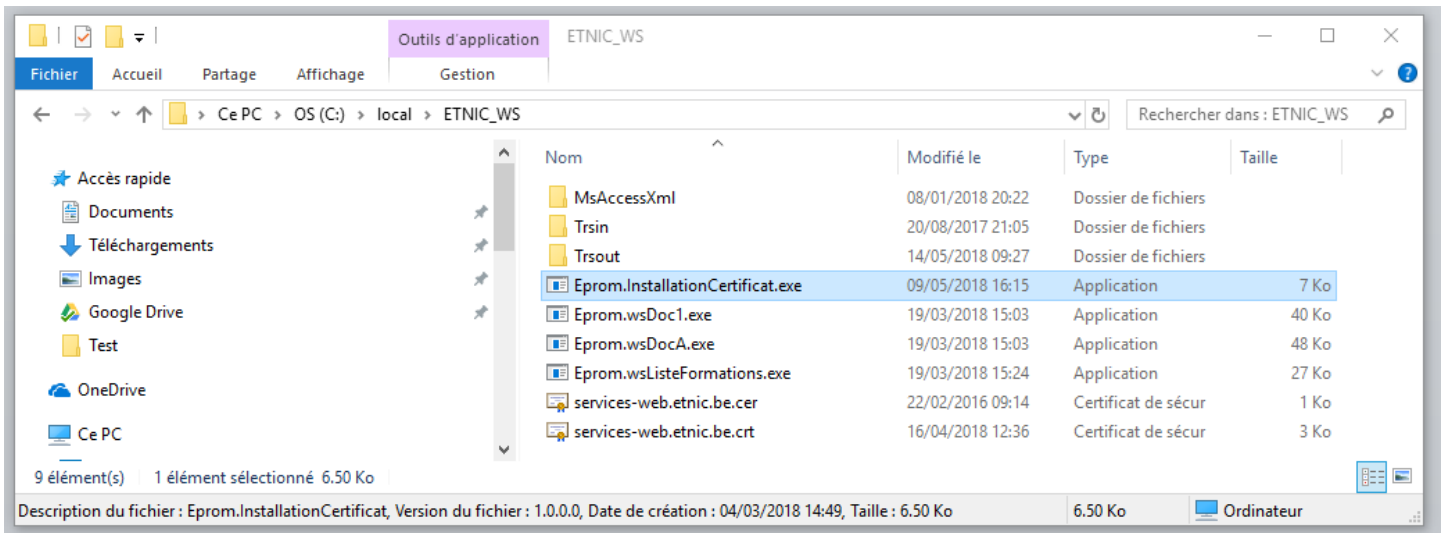 Outils d'application ETNIC_WS
Fichier Accueil Partage Affichage Gestion
Ce PC > OS (C:) > local > ETNIC_WS Rechercher dans : ETNIC_WS
Nom Modifié le Type Taille
Accès rapide
Documents
Téléchargements
Images
Google Drive
Test
OneDrive
Ce PC
MsAccessXml 08/01/2018 20:22 Dossier de fichiers
Trsin 20/08/2017 21:05 Dossier de fichiers
Trsout 14/05/2018 09:27 Dossier de fichiers
Eprom.InstallationCertificat.exe 09/05/2018 16:15 Application 7 Ko
Eprom.wsDoc1.exe 19/03/2018 15:03 Application 40 Ko
Eprom.wsDocA.exe 19/03/2018 15:03 Application 48 Ko
Eprom.wsListeFormations.exe 19/03/2018 15:24 Application 27 Ko
services-web.etnic.be.cer 22/02/2016 09:14 Certificat de sécur 1 Ko
services-web.etnic.be.crt 16/04/2018 12:36 Certificat de sécur 3 Ko
9 élément(s) 1 élément sélectionné 6.50 Ko
Description du fichier : Eprom.InstallationCertificat, Version du fichier : 1.0.0.0, Date de création : 04/03/2018 14:49, Taille : 6.50 Ko 6.50 Ko Ordinateur